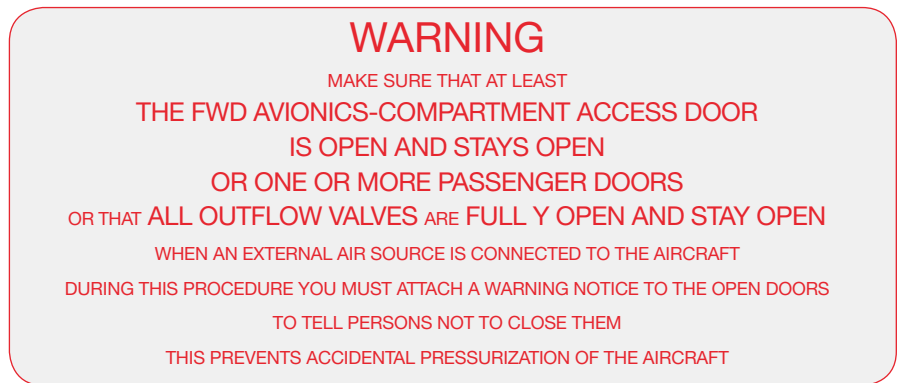 WARNING
MAKE SURE THAT AT LEAST
THE FWD AVIONICS-COMPARTMENT ACCESS DOOR
IS OPEN AND STAYS OPEN
OR ONE OR MORE PASSENGER DOORS
OR THAT ALL OUTFLOW VALVES ARE FULL Y OPEN AND STAY OPEN
WHEN AN EXTERNAL AIR SOURCE IS CONNECTED TO THE AIRCRAFT
DURING THIS PROCEDURE YOU MUST ATTACH A WARNING NOTICE TO THE OPEN DOORS
TO TELL PERSONS NOT TO CLOSE THEM
THIS PREVENTS ACCIDENTAL PRESSURIZATION OF THE AIRCRAFT